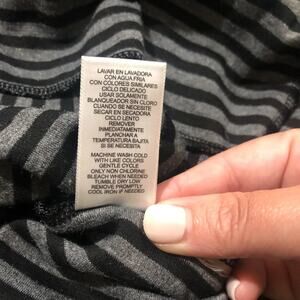 LAVAR EN LAVADORA
CON AGUA FRIA
CON COLORES SIMILARES
CICLO DELICADO
USAR SOLAMENTE
BLANQUEADOR SIN CLORO
CUANDO SE NECESITE
SECAR EN SECADORA
CICLO LENTO
REMOVER
INMEDIATAMENTE
PLANCHAR A
TEMPERATURA BAJITA
SI SE NECESITA
MACHINE WASH COLD
WITH LIKE COLORS
GENTLE CYCLE
ONLY NON CHLORINE
BLEACH WHEN NEEDED
TUMBLE DRY LOW
REMOVE PROMPTLY
COOL IRON IF NEEDED